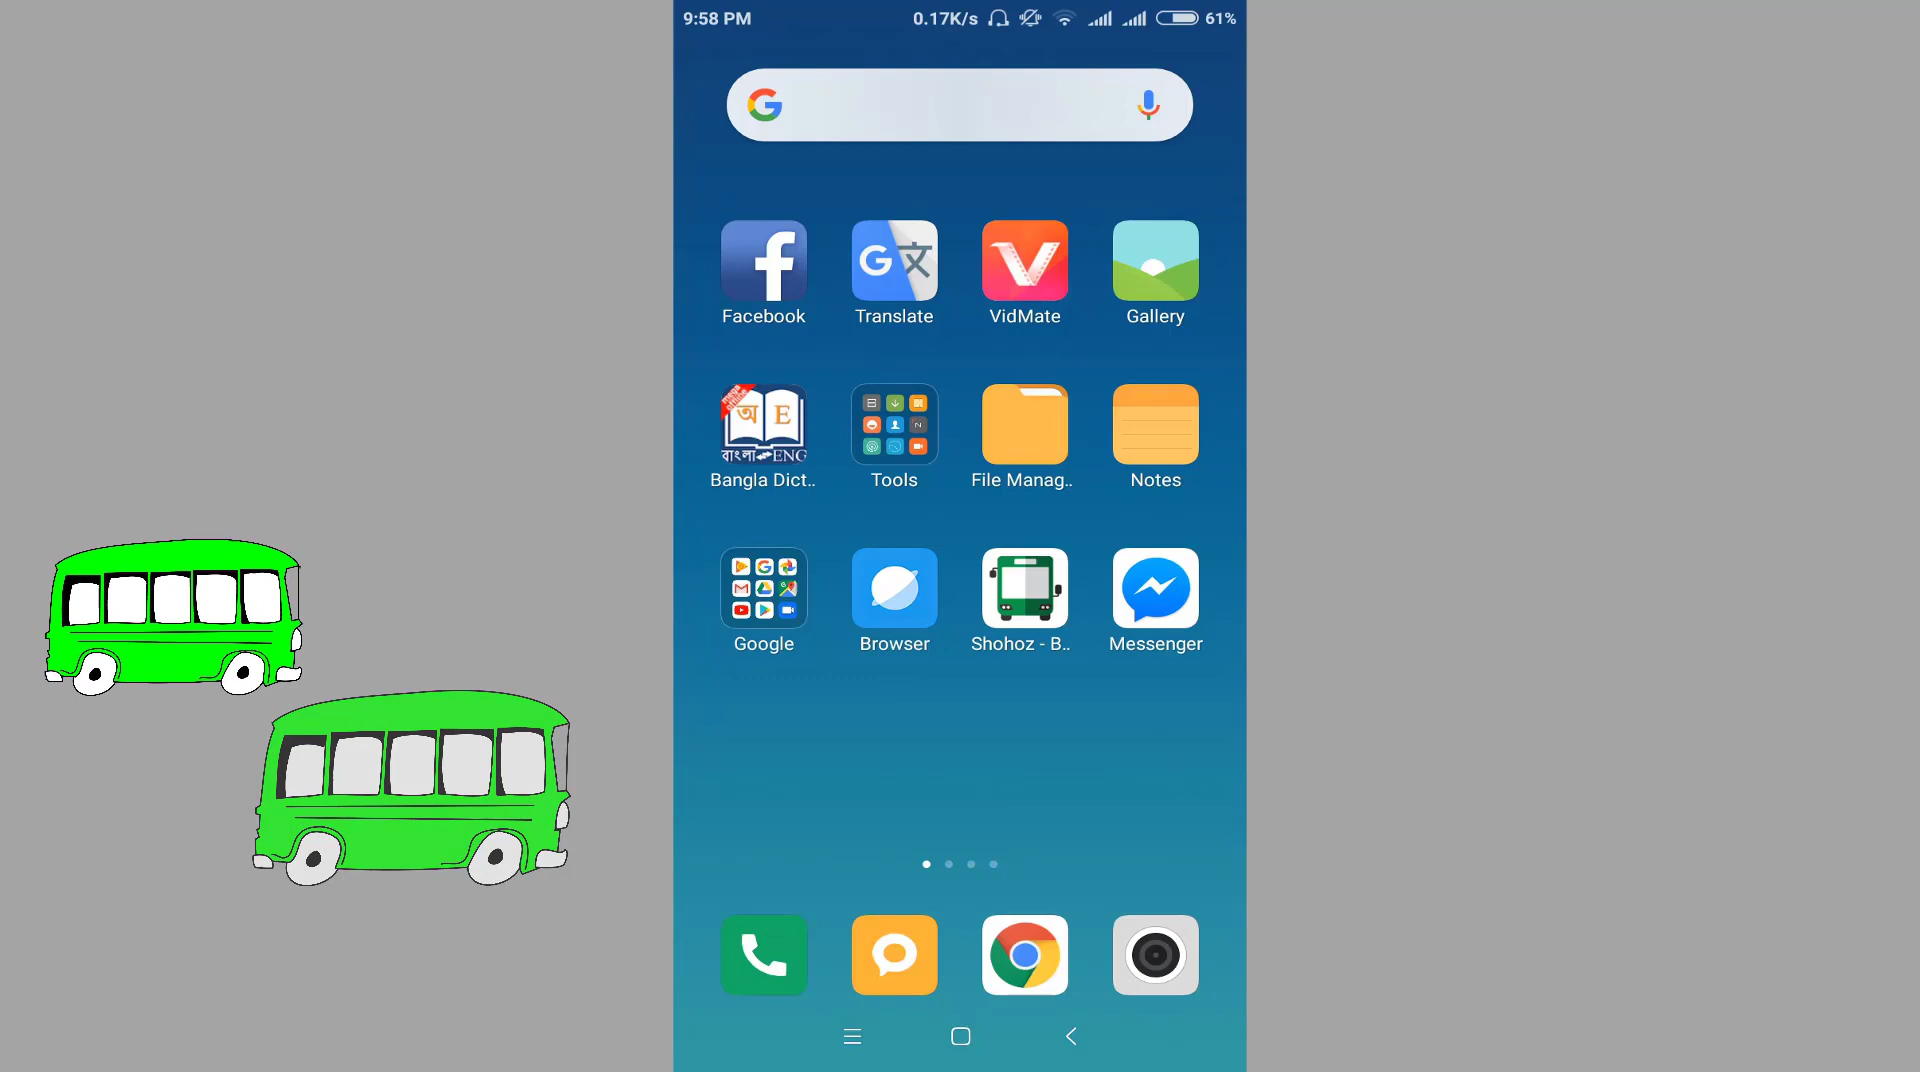 9:58 PM 0.17K/s 61%
Facebook Translate VidMate Gallery
অ E
বাংলা ENG
Bangla Dict.. Tools File Manag.. Notes
Google Browser Shohoz - B.. Messenger